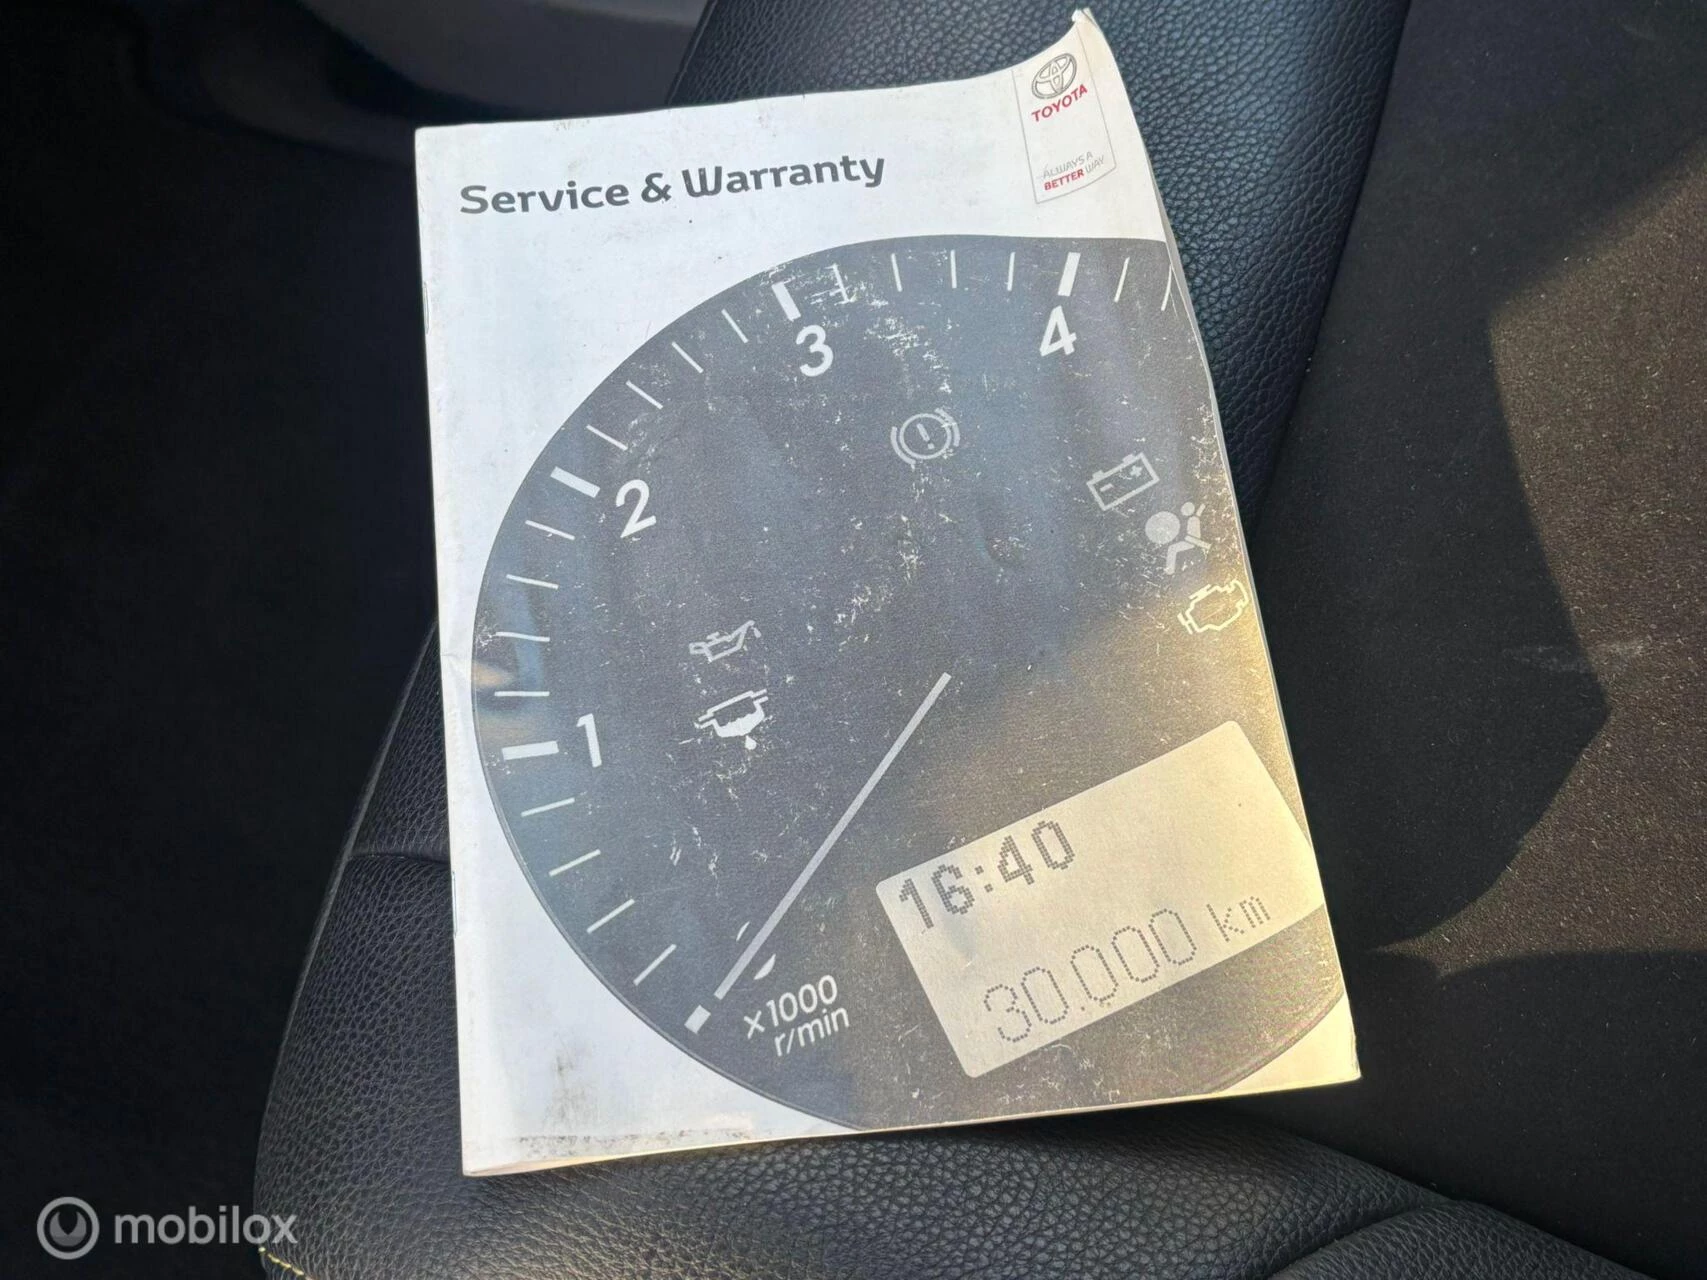 TOYOTA
ALWAYS A
BETTER WAY
Service & Warranty
4
3
2
1
16:40
30.000 km
x1000
r/min
mobilox